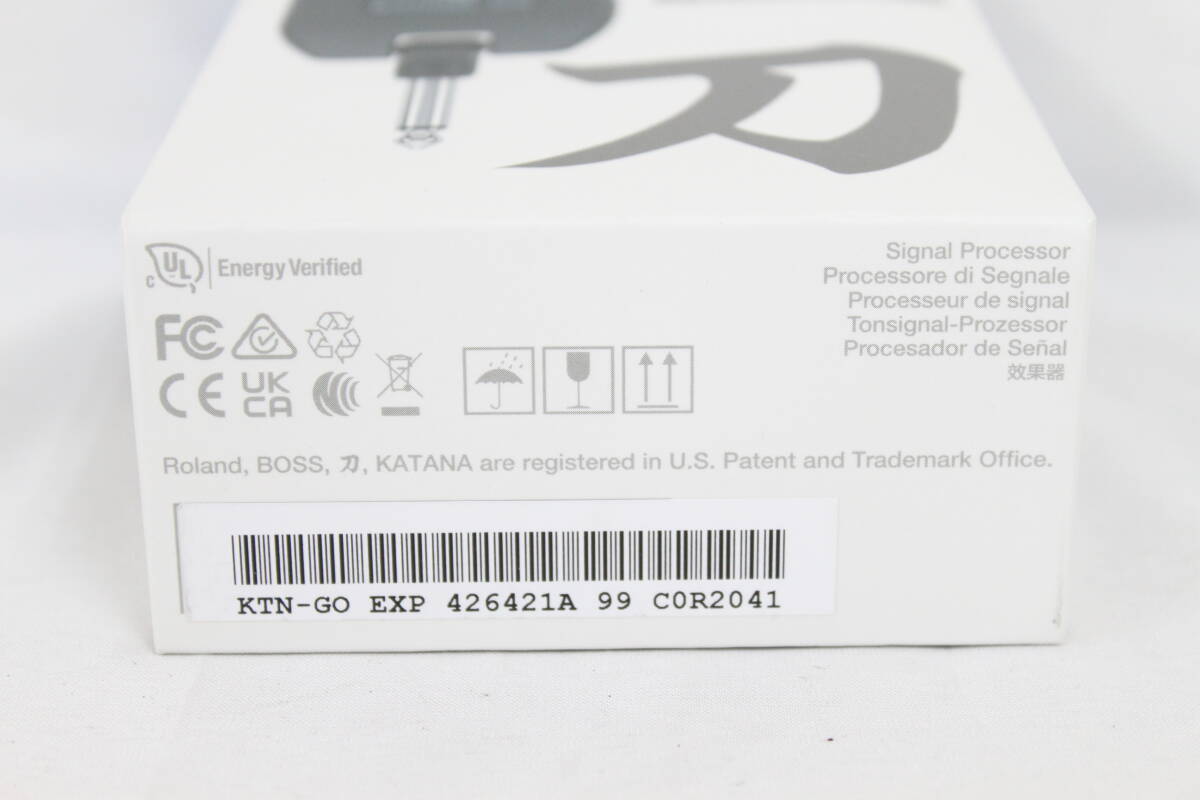 刀
c UL Energy Verified
FC
CE UK CA
Signal Processor
Processore di Segnale
Processeur de signal
Tonsignal-Prozessor
Procesador de Señal
效果器
Roland, BOSS, 刀, KATANA are registered in U.S. Patent and Trademark Office.
KTN-GO EXP 426421A 99 C0R2041